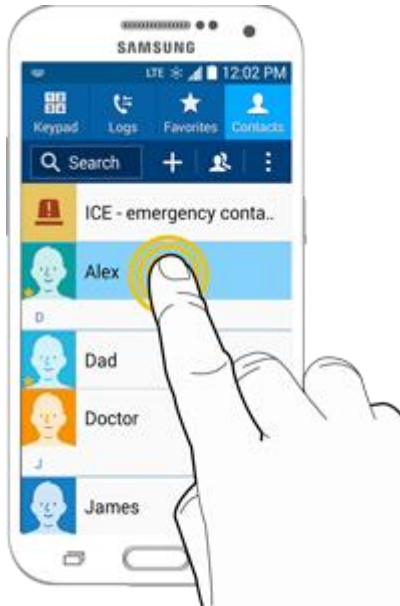 SAMSUNG
LTE 12:02 PM
Keypad Logs Favorites Contacts
Search
ICE - emergency conta..
Alex
D
Dad
Doctor
J
James